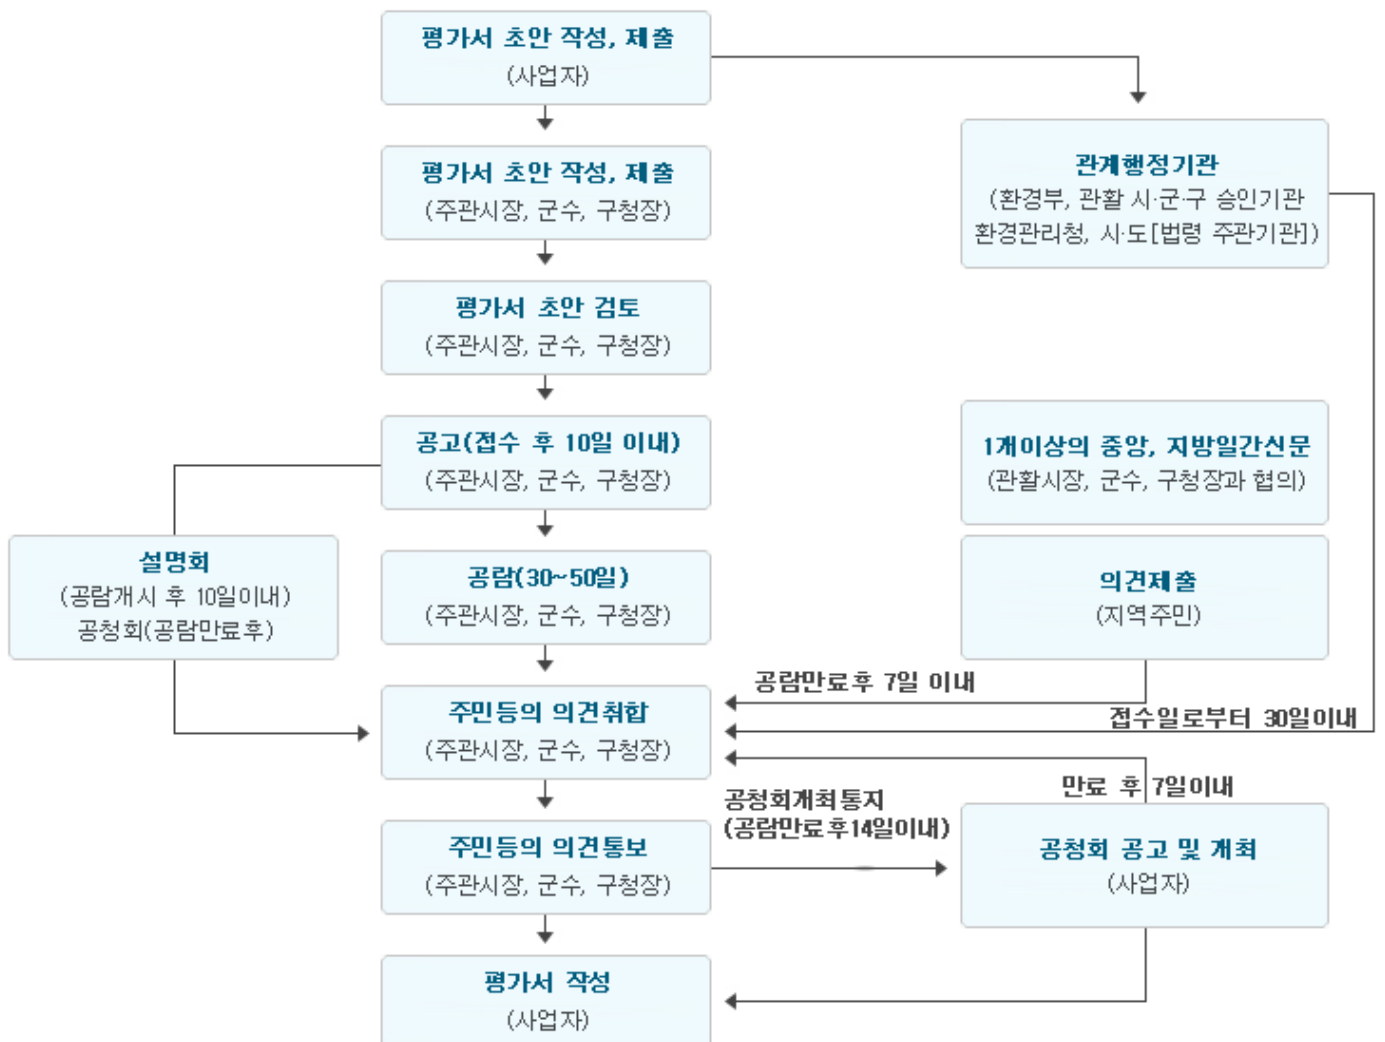 평가서 초안 작성, 제출
(사업자)
평가서 초안 작성, 제출
(주관시장, 군수, 구청장)
관계행정기관
(환경부, 관활 시·군·구 승인기관
환경관리청, 시·도[법령 주관기관])
평가서 초안 검토
(주관시장, 군수, 구청장)
공고(접수 후 10일 이내)
(주관시장, 군수, 구청장)
1개이상의 중앙, 지방일간신문
(관활시장, 군수, 구청장과 협의)
설명회
(공람개시 후 10일이내)
공청회(공람만료후)
공람(30~50일)
(주관시장, 군수, 구청장)
의견제출
(지역주민)
공람만료후 7일 이내
접수일로부터 30일이내
주민등의 의견취합
(주관시장, 군수, 구청장)
만료 후 7일이내
공청회개최통지
(공람만료후14일이내)
주민등의 의견통보
(주관시장, 군수, 구청장)
공청회 공고 및 개최
(사업자)
평가서 작성
(사업자)